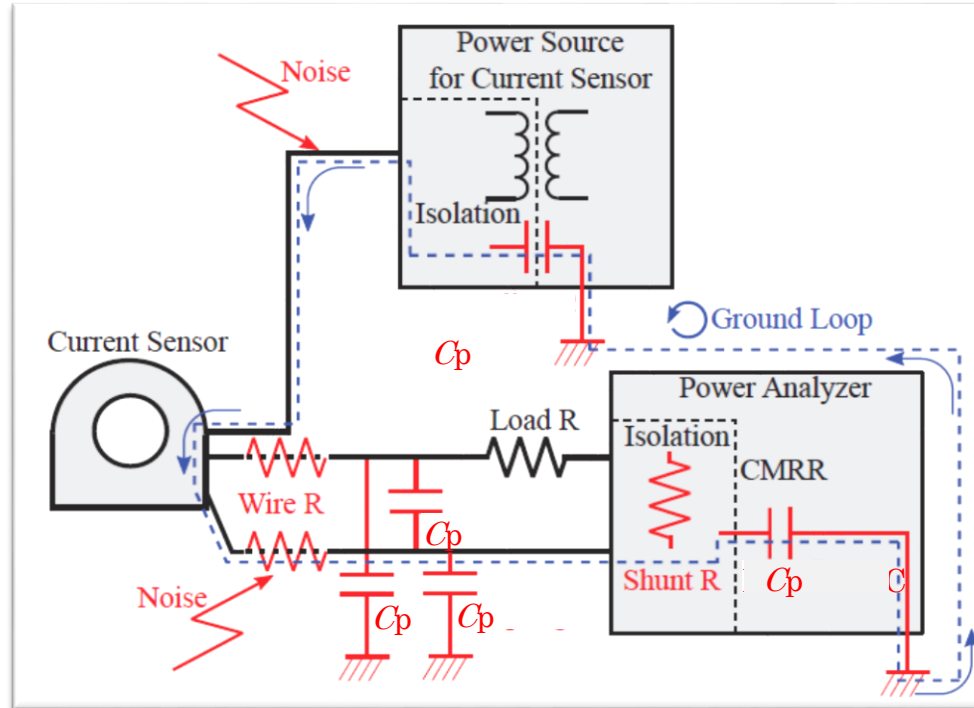 Power Source
for Current Sensor
Noise
Isolation
Ground Loop
Current Sensor
Cp
Power Analyzer
Load R
Isolation
CMRR
Wire R
Cp
Shunt R
Cp
C
Noise
Cp
Cp